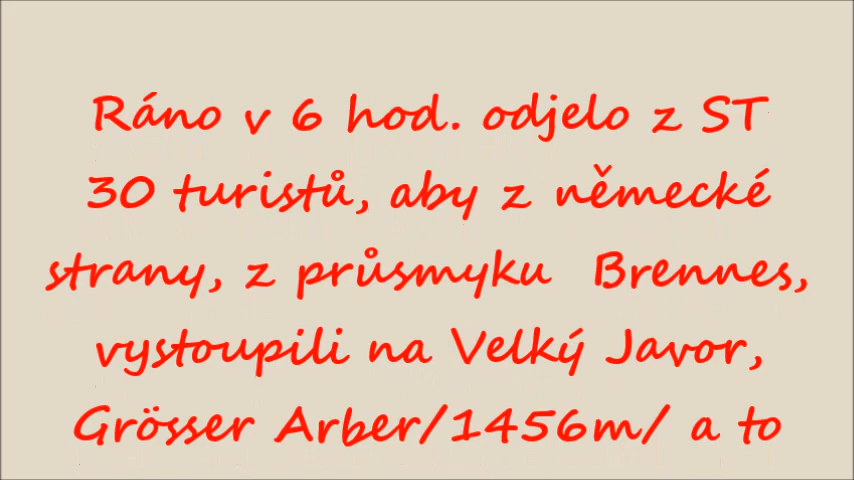 Ráno v 6 hod. odjelo z ST
30 turistů, aby z německé
strany, z průsmyku Brennes,
vystoupili na Velký Javor,
Grösser Arber/1456m/ a to